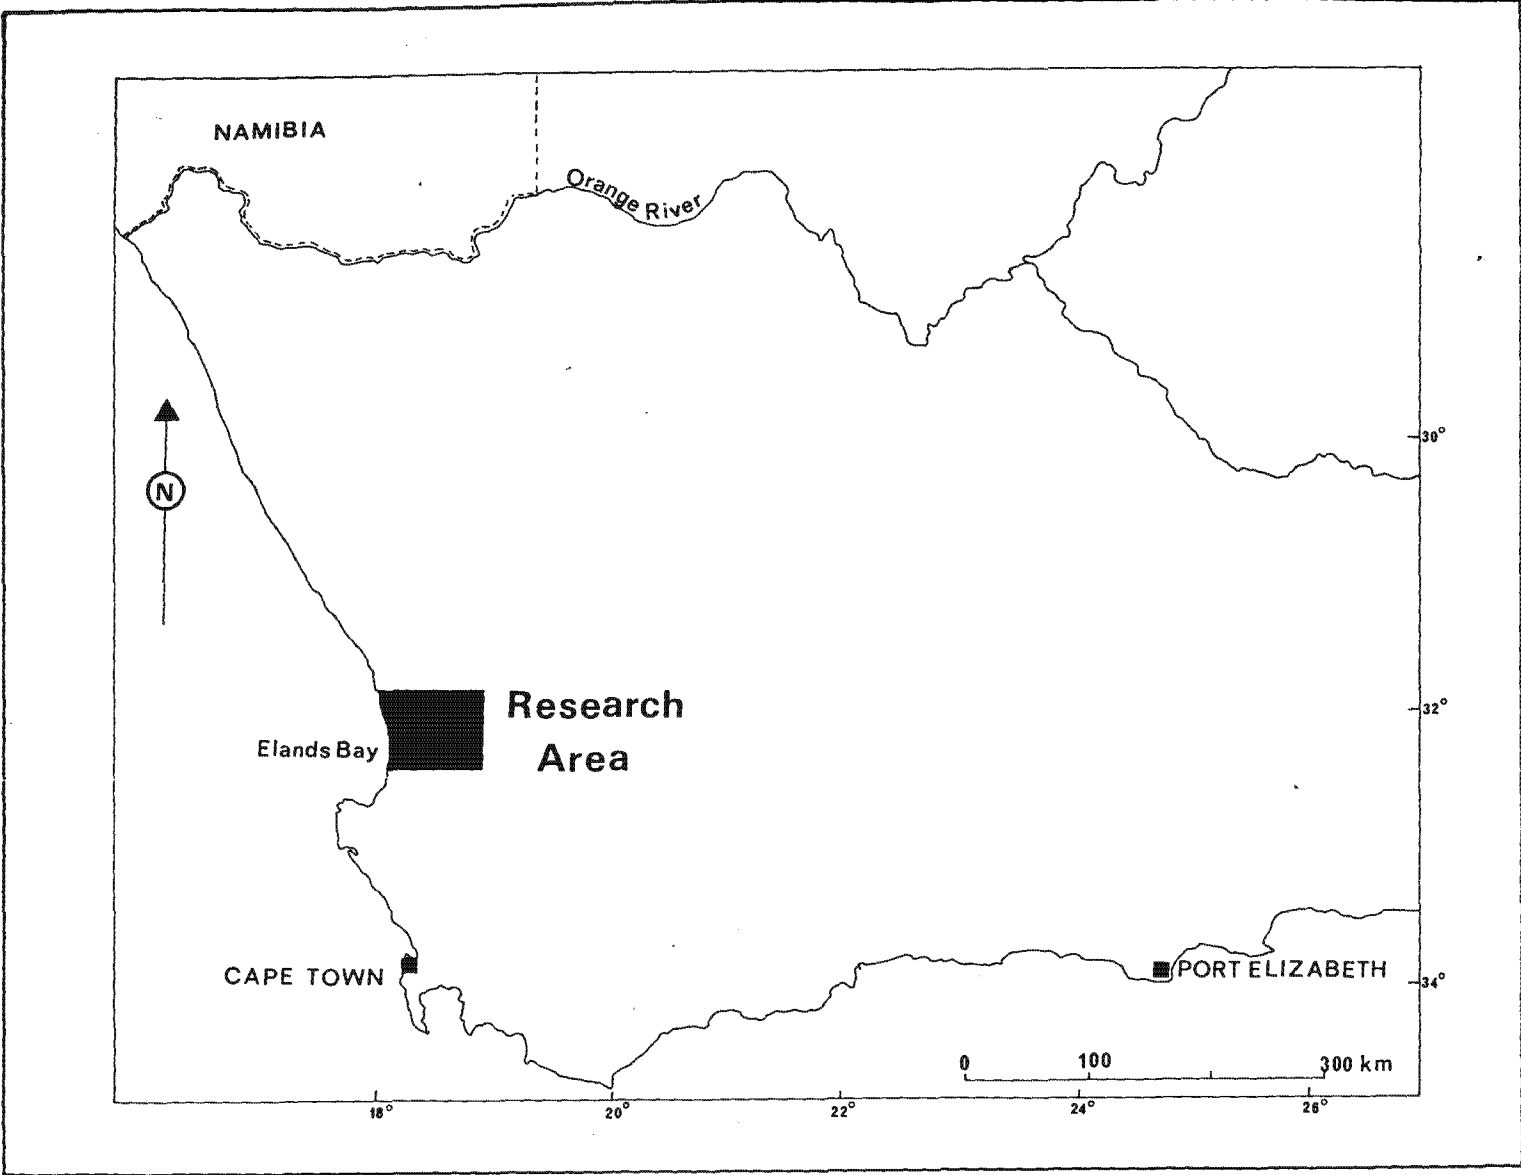 NAMIBIA
Orange River
30°
N
Research
Area
32°
Elands Bay
CAPE TOWN
PORT ELIZABETH
34°
0 100 300 km
18° 20° 22° 24° 26°